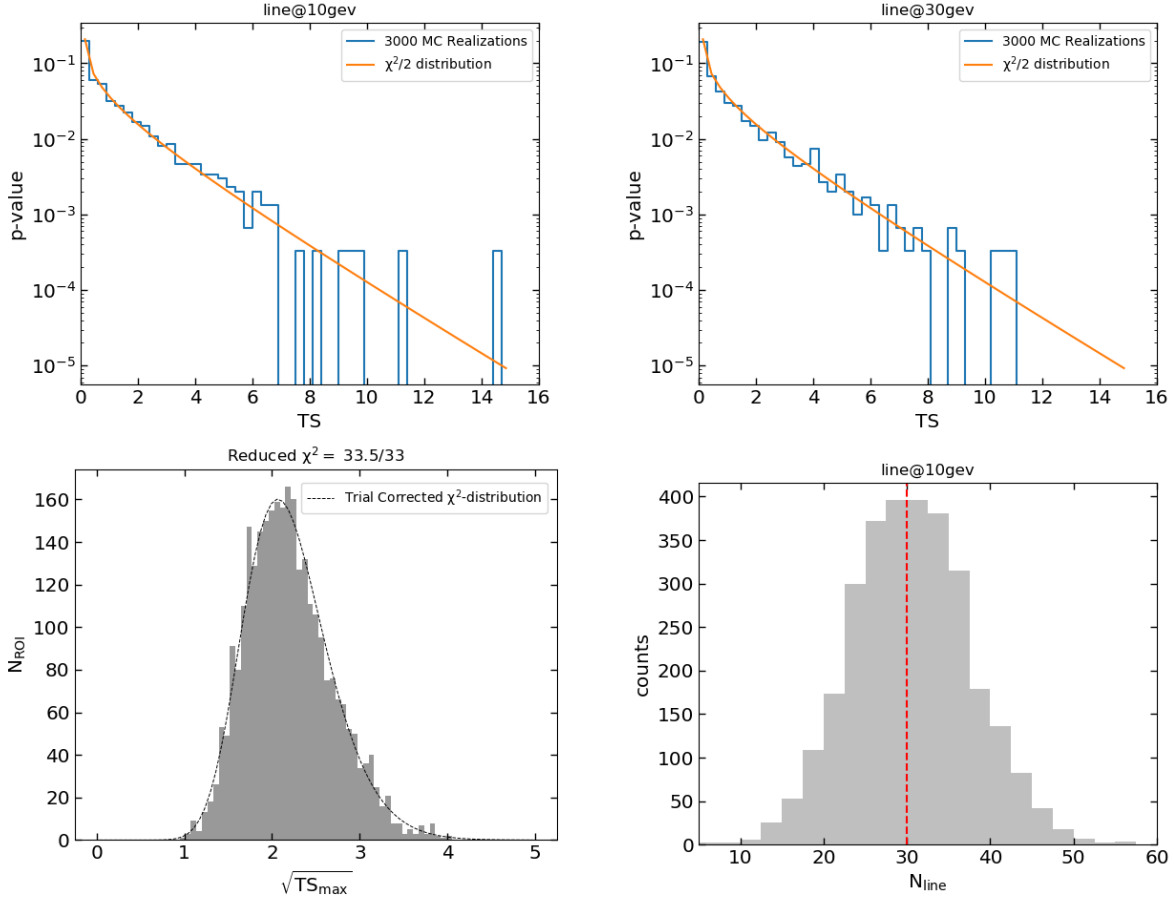 line@10gev
3000 MC Realizations
χ²/2 distribution
10⁻¹
10⁻²
10⁻³
10⁻⁴
10⁻⁵
p-value
0 2 4 6 8 10 12 14 16
TS
line@30gev
3000 MC Realizations
χ²/2 distribution
10⁻¹
10⁻²
10⁻³
10⁻⁴
10⁻⁵
p-value
0 2 4 6 8 10 12 14 16
TS
Reduced χ² = 33.5/33
Trial Corrected χ²-distribution
160
140
120
100
80
60
40
20
0
N_ROI
0 1 2 3 4 5
√TS_max
line@10gev
400
350
300
250
200
150
100
50
0
counts
10 20 30 40 50 60
N_line